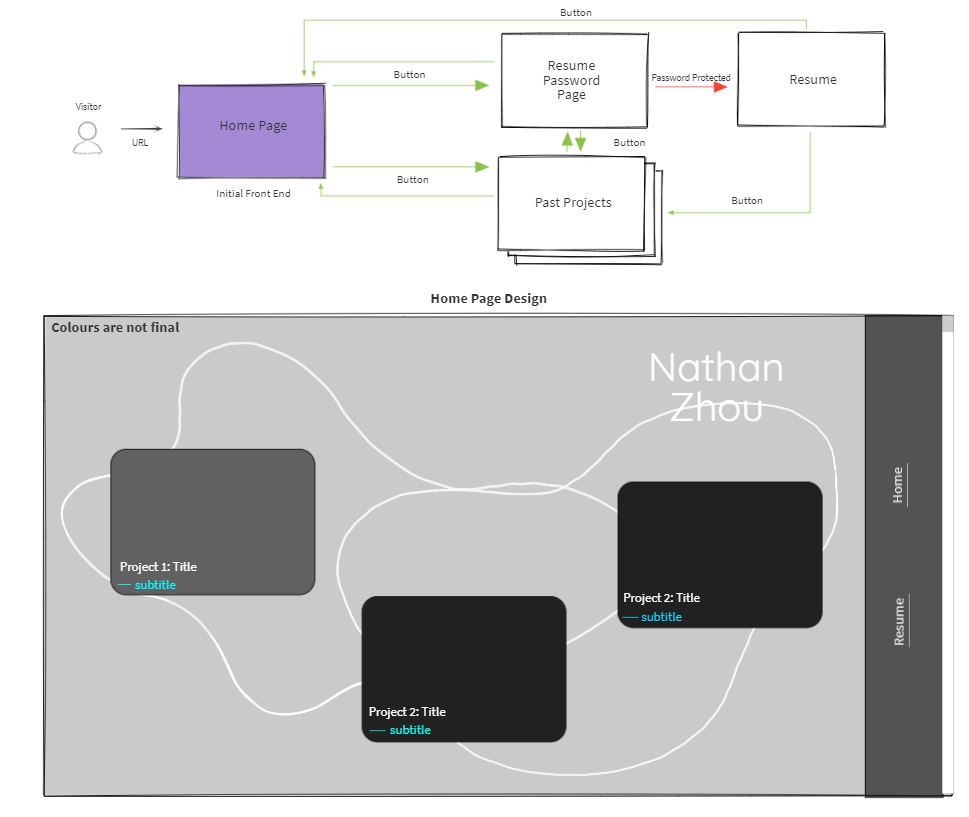 Button
Visitor
URL
Home Page
Initial Front End
Button
Button
Resume
Password
Page
Password Protected
Resume
Button
Past Projects
Button
Home Page Design
Colours are not final
Nathan
Zhou
Project 1: Title
— subtitle
Project 2: Title
— subtitle
Project 2: Title
— subtitle
Home
Resume